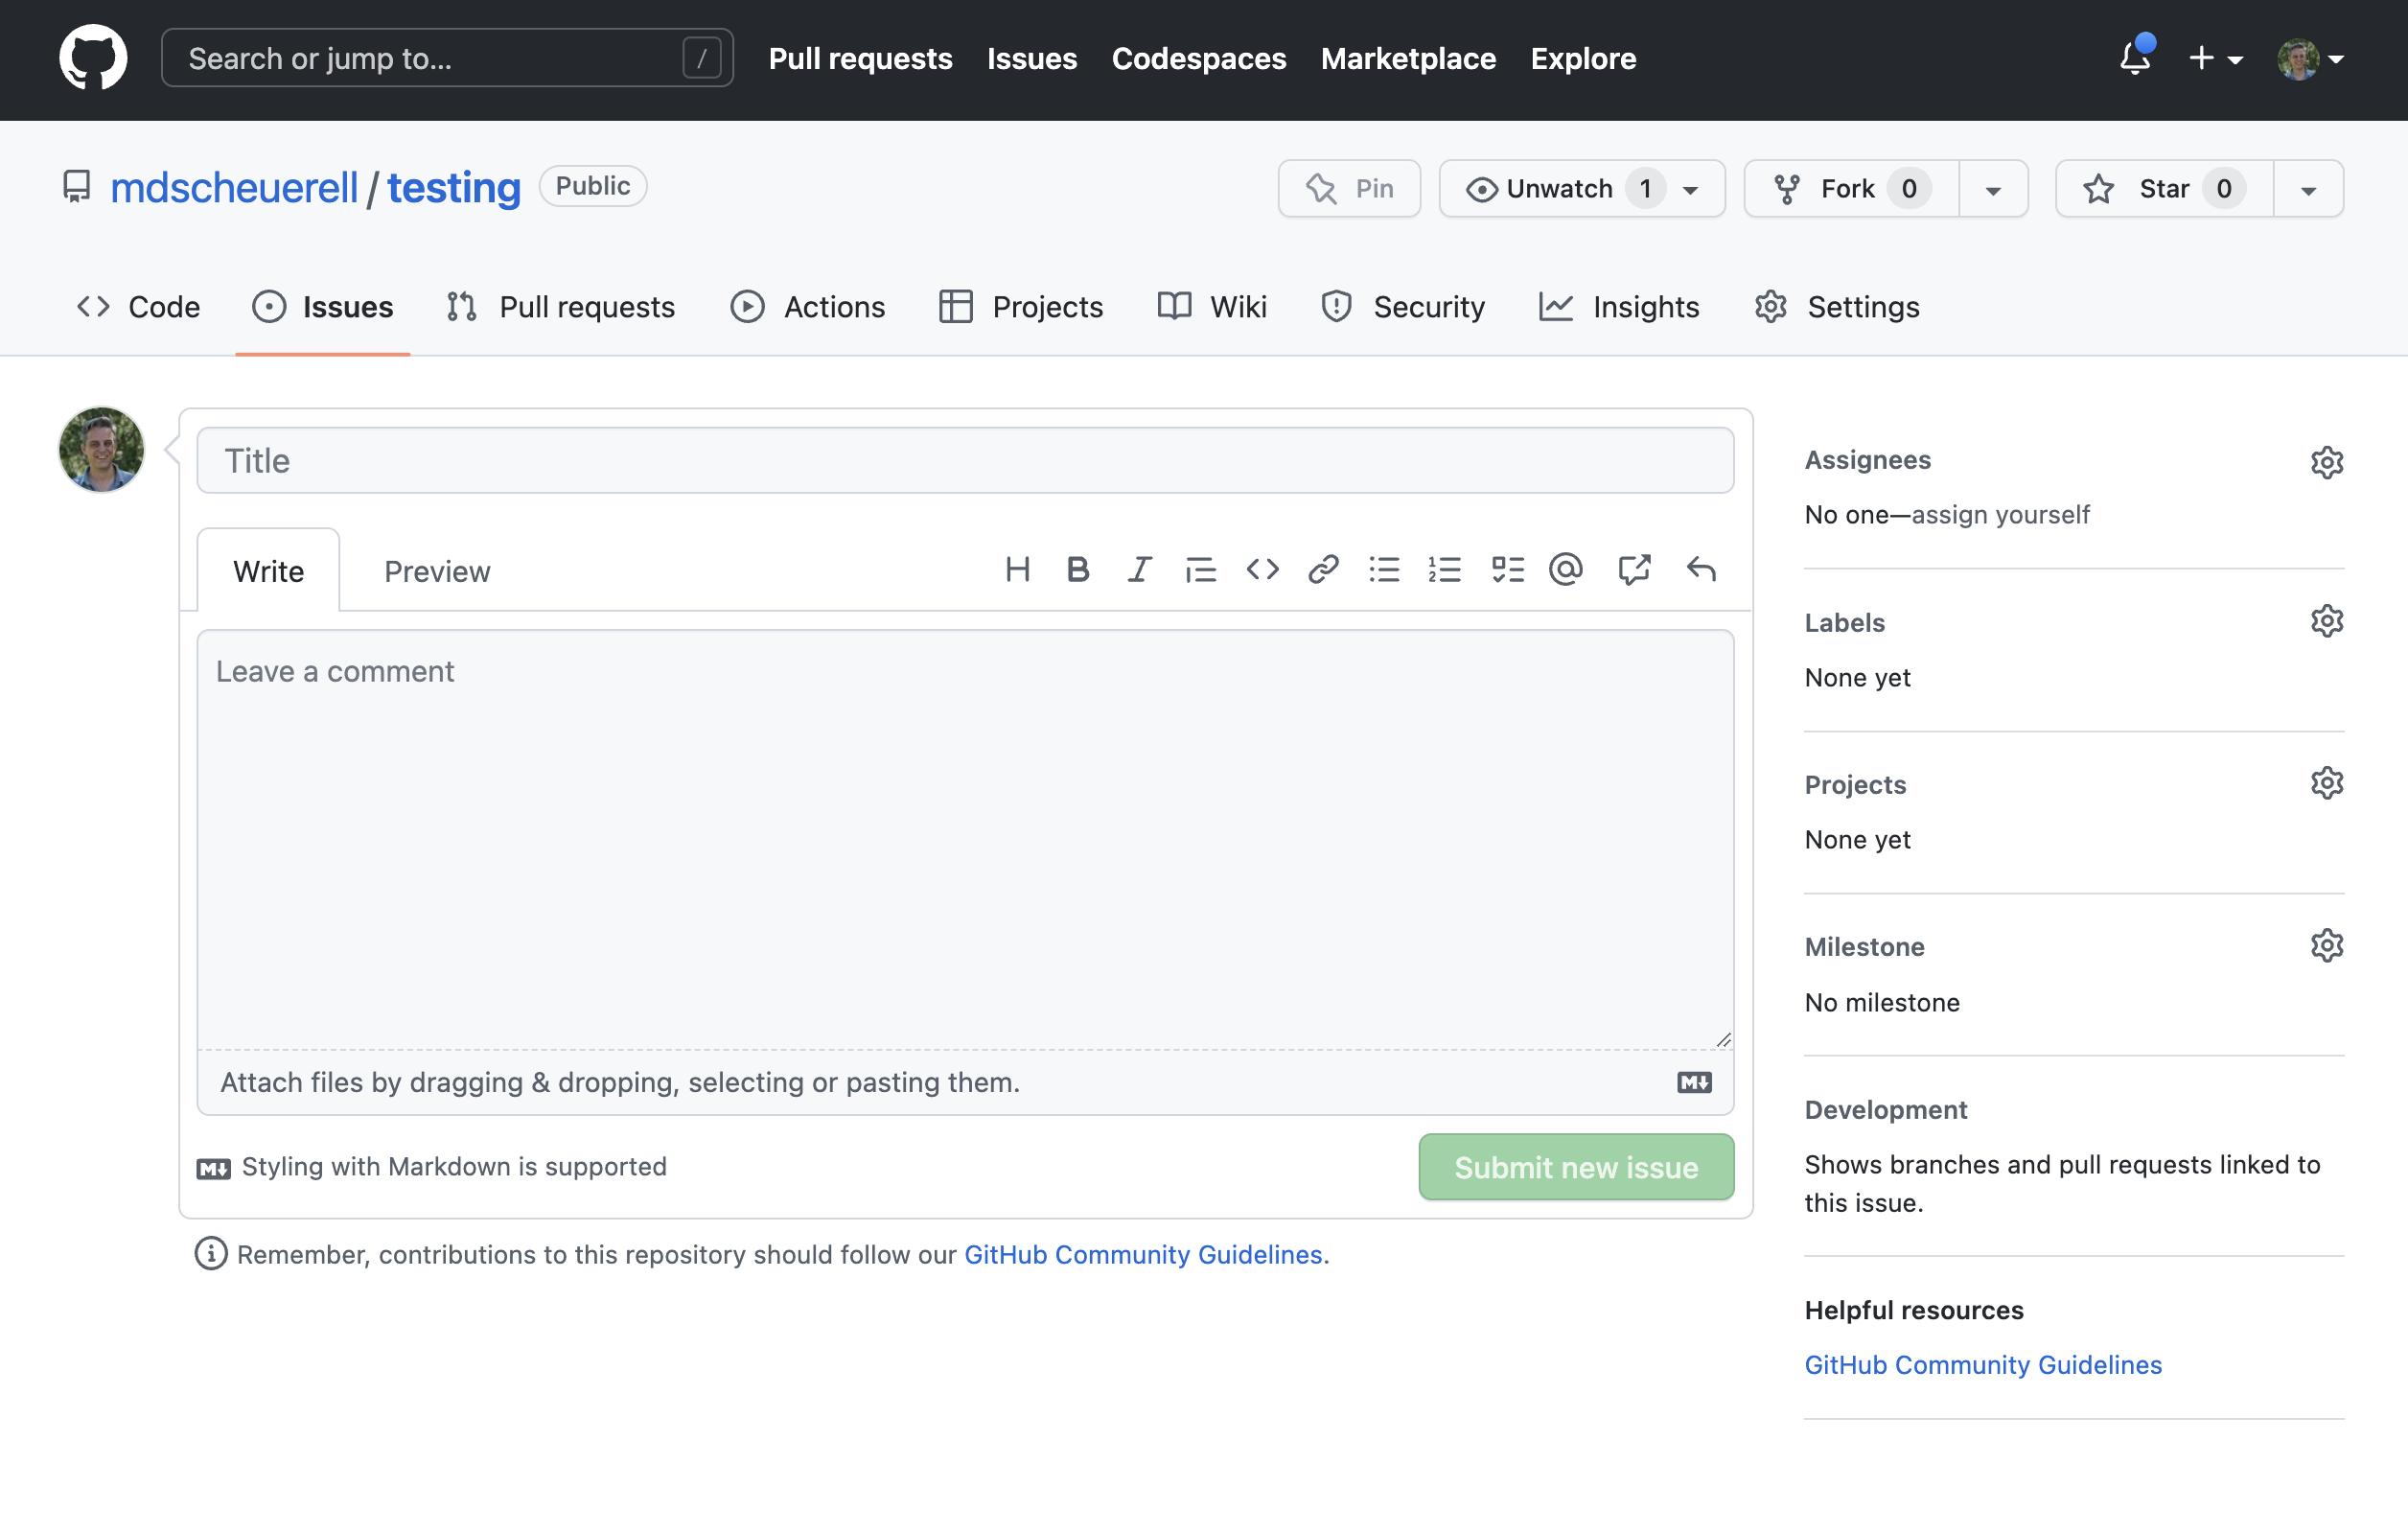 Search or jump to... /
Pull requests Issues Codespaces Marketplace Explore
mdscheuerell / testing Public
Pin Unwatch 1 Fork 0 Star 0
Code Issues Pull requests Actions Projects Wiki Security Insights Settings
Title
Write Preview
Leave a comment
Attach files by dragging & dropping, selecting or pasting them.
Styling with Markdown is supported
Submit new issue
Remember, contributions to this repository should follow our GitHub Community Guidelines.
Assignees
No one—assign yourself
Labels
None yet
Projects
None yet
Milestone
No milestone
Development
Shows branches and pull requests linked to
this issue.
Helpful resources
GitHub Community Guidelines